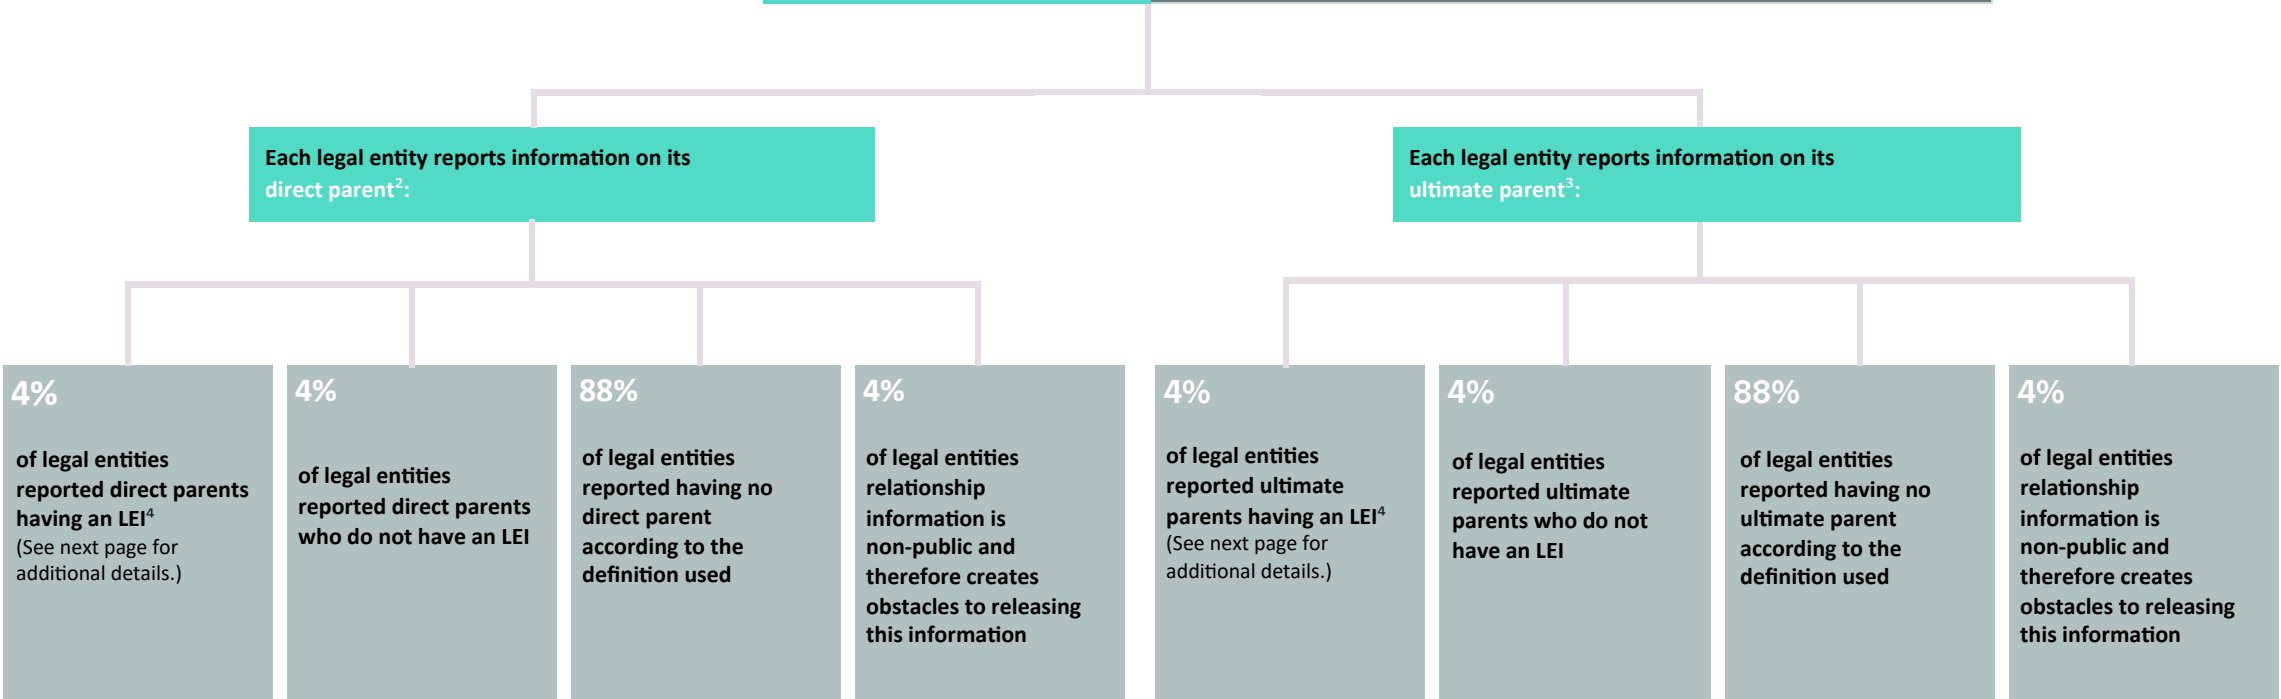 Each legal entity reports information on its
direct parent²:
Each legal entity reports information on its
ultimate parent³:
4%
of legal entities
reported direct parents
having an LEI⁴
(See next page for
additional details.)
4%
of legal entities
reported direct parents
who do not have an LEI
88%
of legal entities
reported having no
direct parent
according to the
definition used
4%
of legal entities
relationship
information is
non-public and
therefore creates
obstacles to releasing
this information
4%
of legal entities
reported ultimate
parents having an LEI⁴
(See next page for
additional details.)
4%
of legal entities
reported ultimate
parents who do not
have an LEI
88%
of legal entities
reported having no
ultimate parent
according to the
definition used
4%
of legal entities
relationship
information is
non-public and
therefore creates
obstacles to releasing
this information